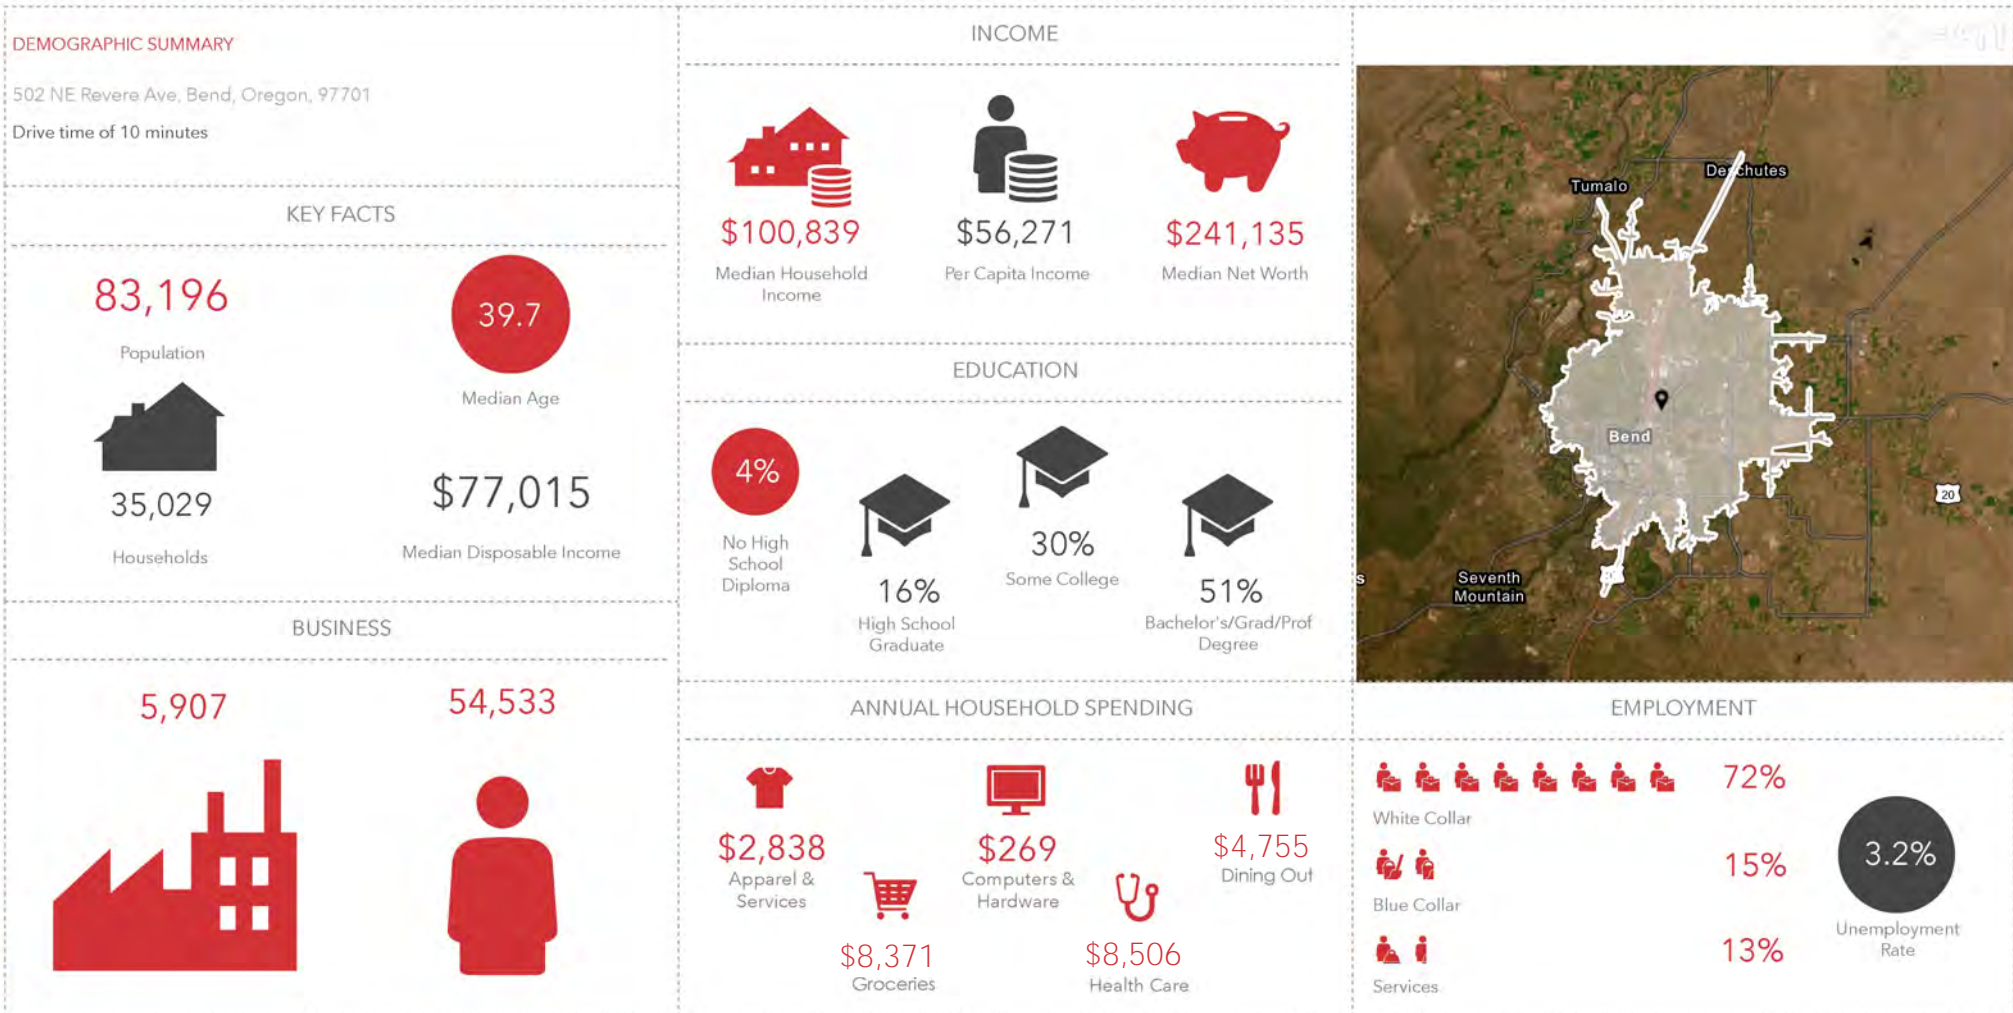 DEMOGRAPHIC SUMMARY
502 NE Revere Ave, Bend, Oregon, 97701
Drive time of 10 minutes
KEY FACTS
83,196
Population
39.7
Median Age
35,029
Households
$77,015
Median Disposable Income
BUSINESS
5,907
54,533
INCOME
$100,839
Median Household
Income
$56,271
Per Capita Income
$241,135
Median Net Worth
EDUCATION
4%
No High
School
Diploma
16%
High School
Graduate
30%
Some College
51%
Bachelor's/Grad/Prof
Degree
ANNUAL HOUSEHOLD SPENDING
$2,838
Apparel &
Services
$8,371
Groceries
$269
Computers &
Hardware
$8,506
Health Care
$4,755
Dining Out
Tumalo
Deschutes
Bend
20
s
Seventh
Mountain
EMPLOYMENT
72%
White Collar
15%
Blue Collar
13%
Services
3.2%
Unemployment
Rate